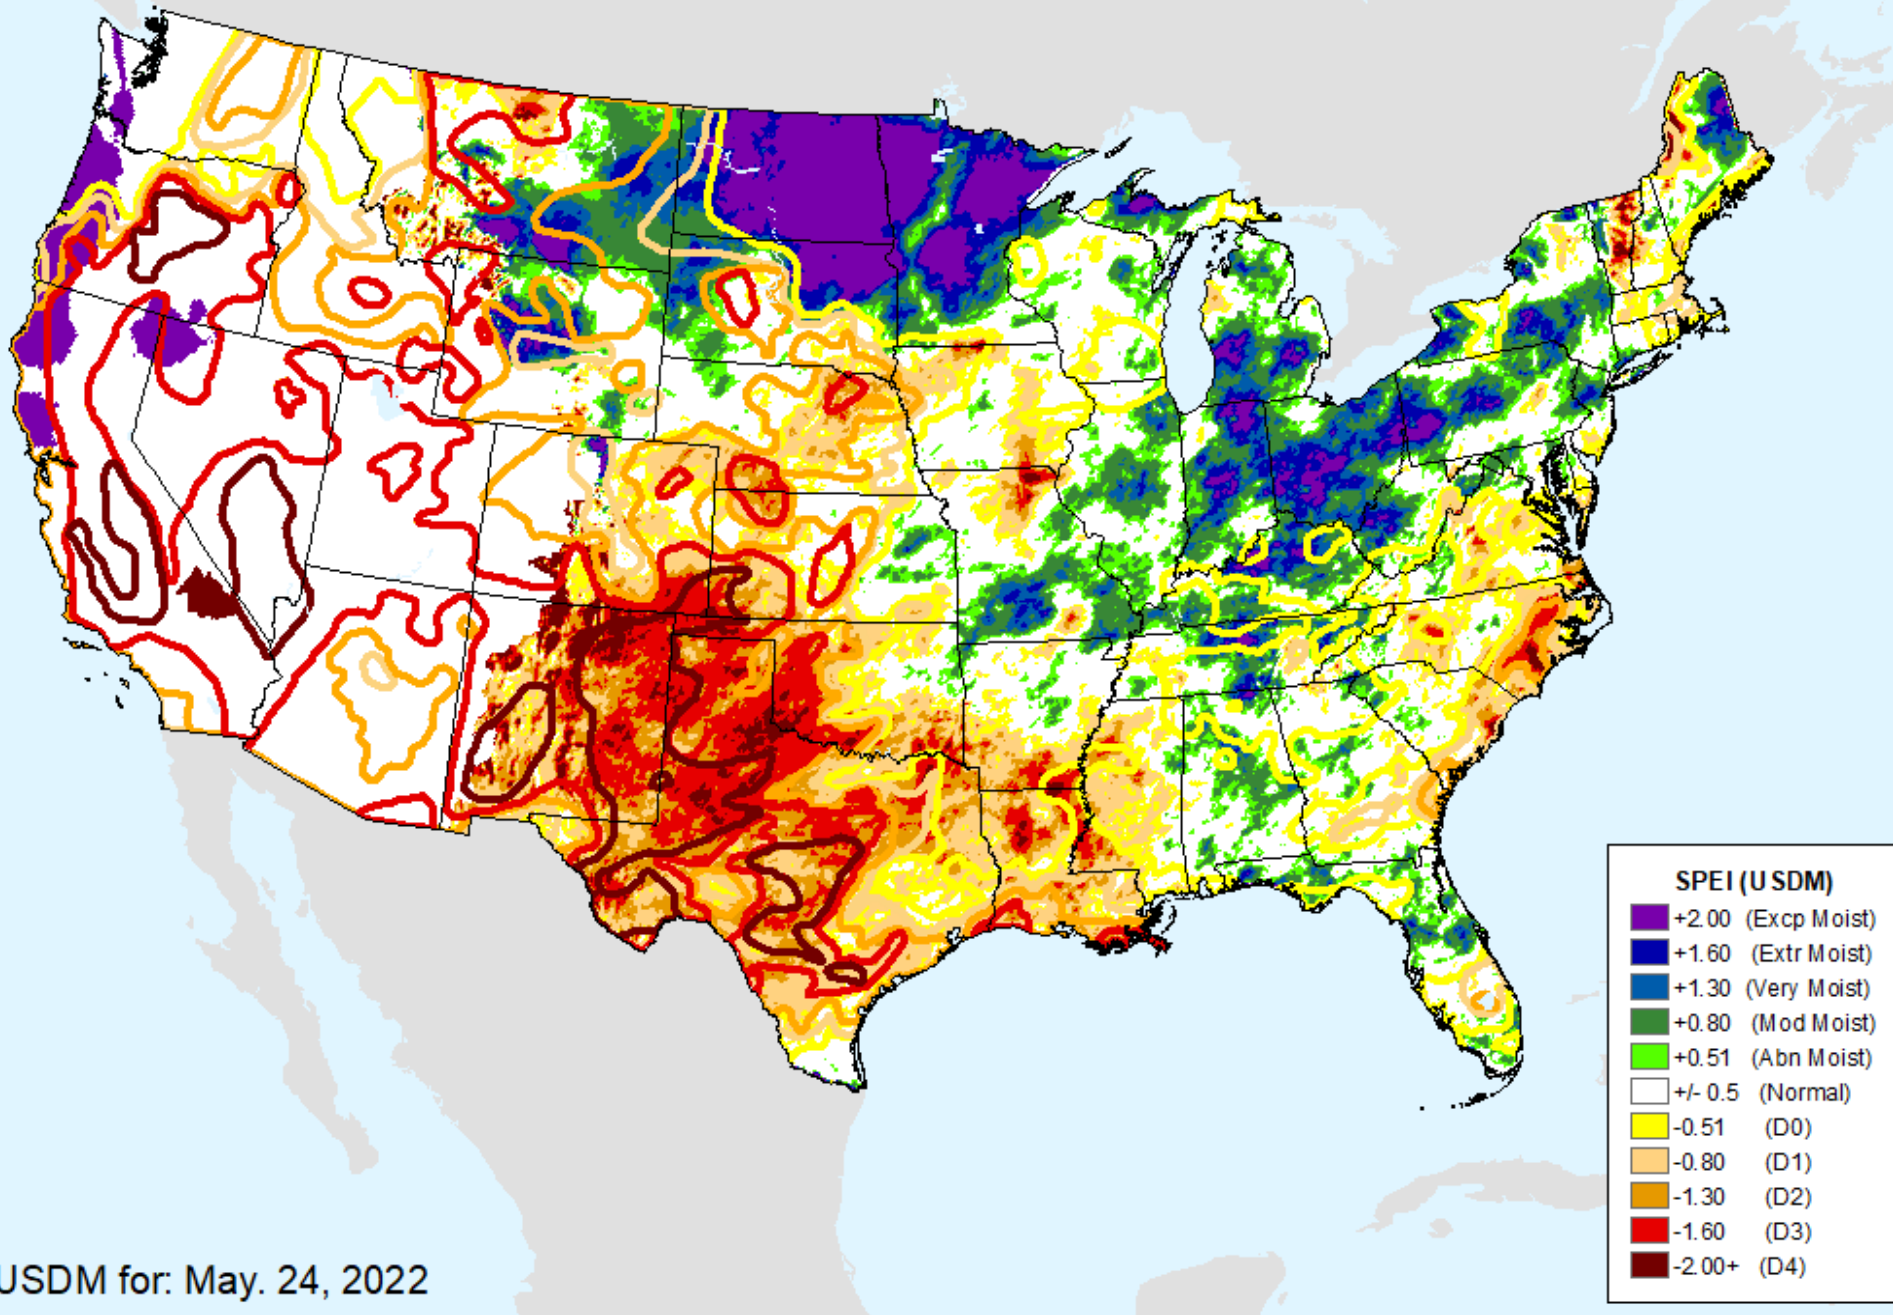 SPEI (USDM)
+2.00 (Excp Moist)
+1.60 (Extr Moist)
+1.30 (Very Moist)
+0.80 (Mod Moist)
+0.51 (Abn Moist)
+/- 0.5 (Normal)
-0.51 (D0)
-0.80 (D1)
-1.30 (D2)
-1.60 (D3)
-2.00+ (D4)
USDM for: May. 24, 2022